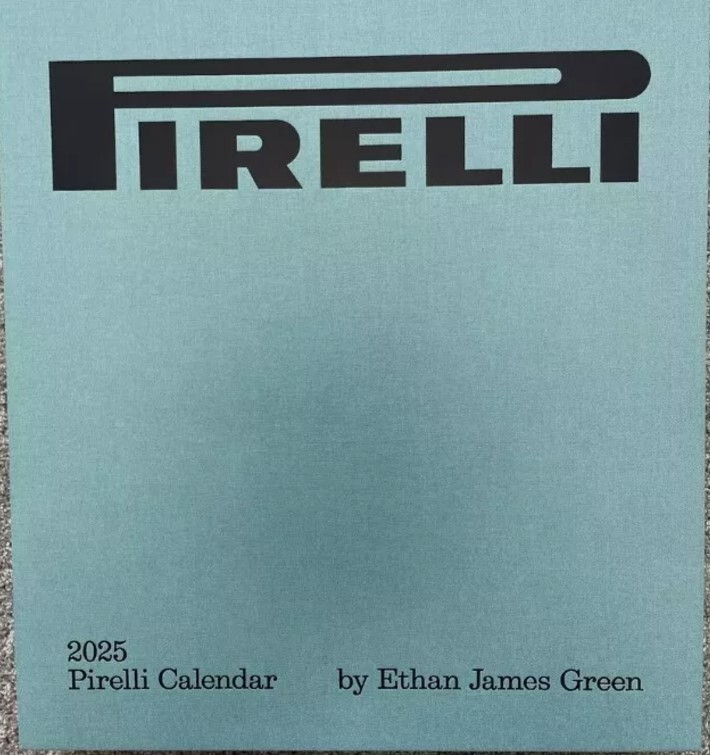 PIRELLI
2025
Pirelli Calendar by Ethan James Green